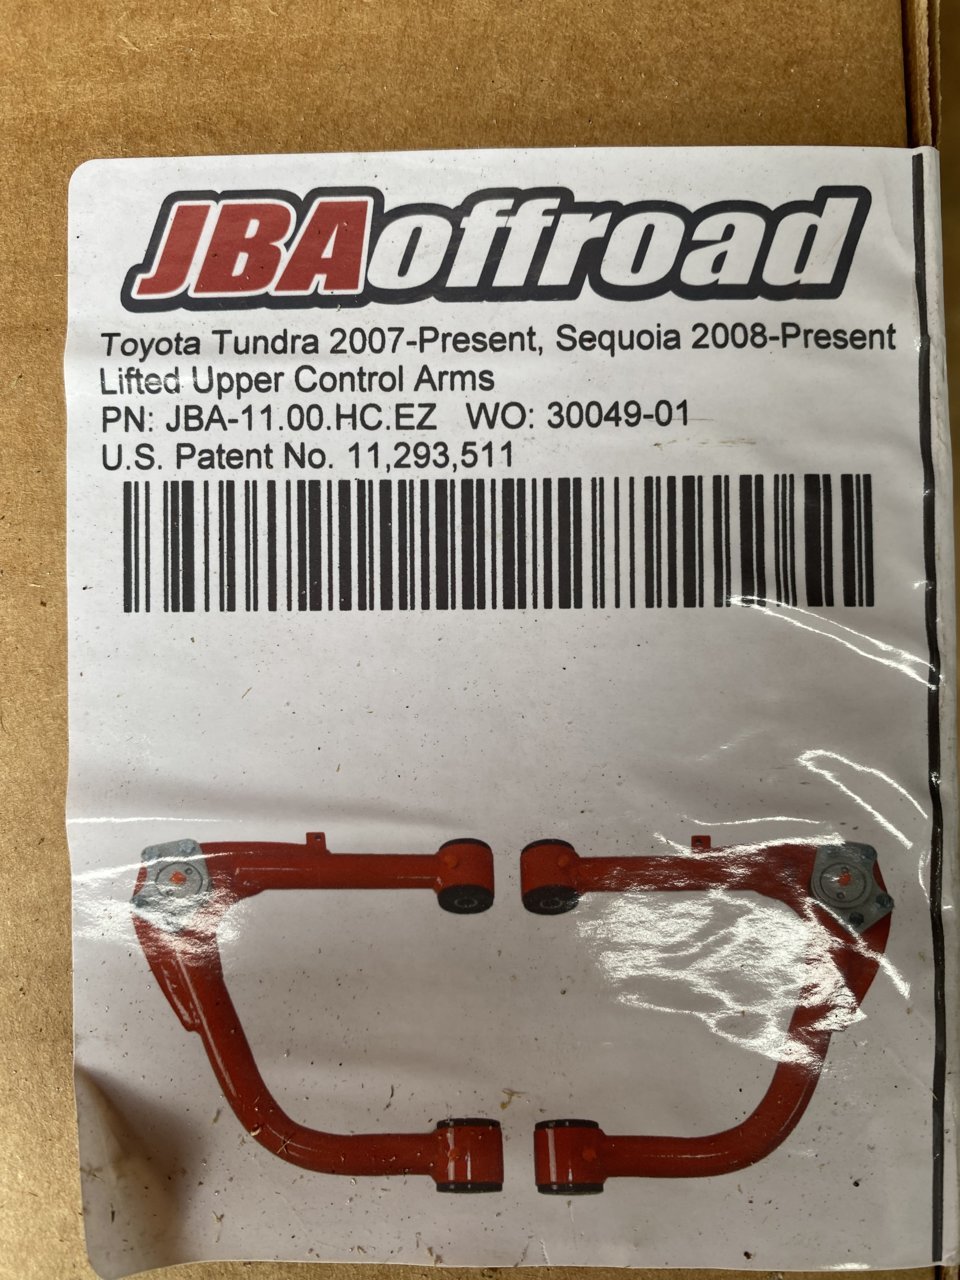 JBAoffroad
Toyota Tundra 2007-Present, Sequoia 2008-Present
Lifted Upper Control Arms
PN: JBA-11.00.HC.EZ WO: 30049-01
U.S. Patent No. 11,293,511